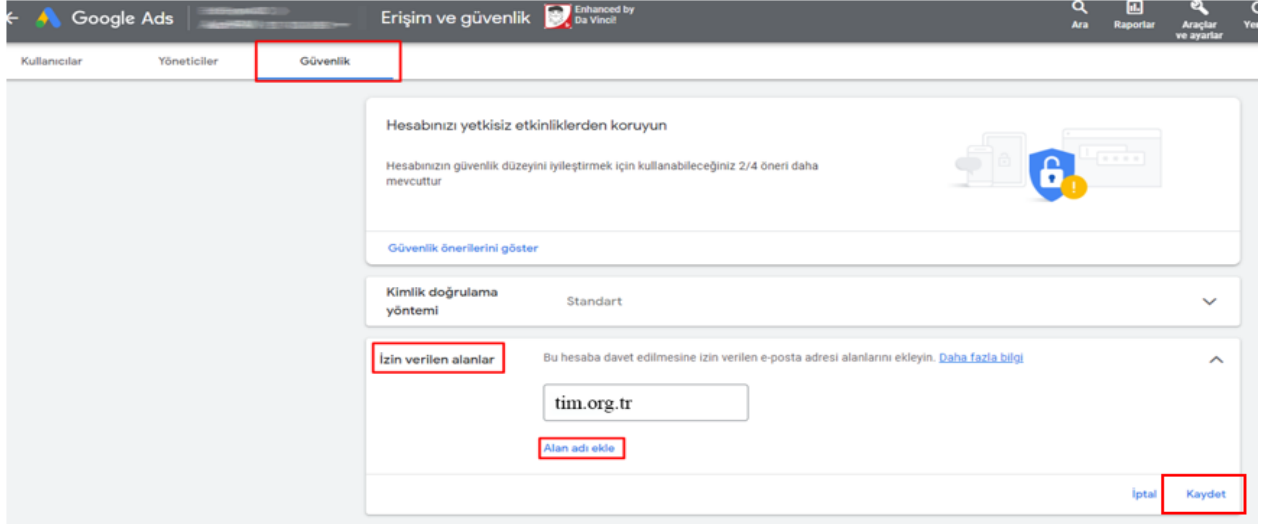 Google Ads
Erişim ve güvenlik
Enhanced by
Da Vinci!
Ara
Raporlar
Araçlar
ve ayarlar
Kullanıcılar
Yöneticiler
Güvenlik
Hesabınızı yetkisiz etkinliklerden koruyun
Hesabınızın güvenlik düzeyini iyileştirmek için kullanabileceğiniz 2/4 öneri daha
mevcuttur
Güvenlik önerilerini göster
Kimlik doğrulama
yöntemi
Standart
İzin verilen alanlar
Bu hesaba davet edilmesine izin verilen e-posta adresi alanlarını ekleyin. Daha fazla bilgi
tim.org.tr
Alan adı ekle
İptal
Kaydet